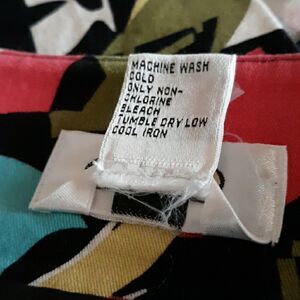 MACHINE WASH
COLD
ONLY NON-
CHLORINE
BLEACH
TUMBLE DRY LOW
COOL IRON